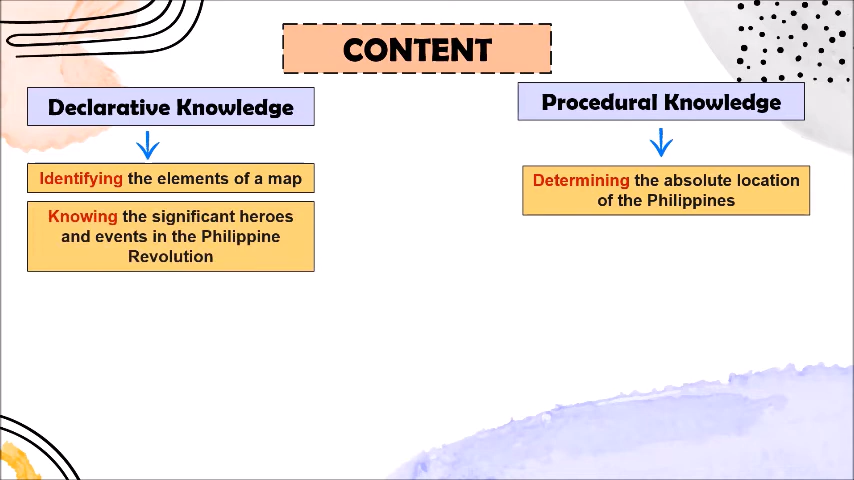 CONTENT
Declarative Knowledge
Identifying the elements of a map
Knowing the significant heroes
and events in the Philippine
Revolution
Procedural Knowledge
Determining the absolute location
of the Philippines